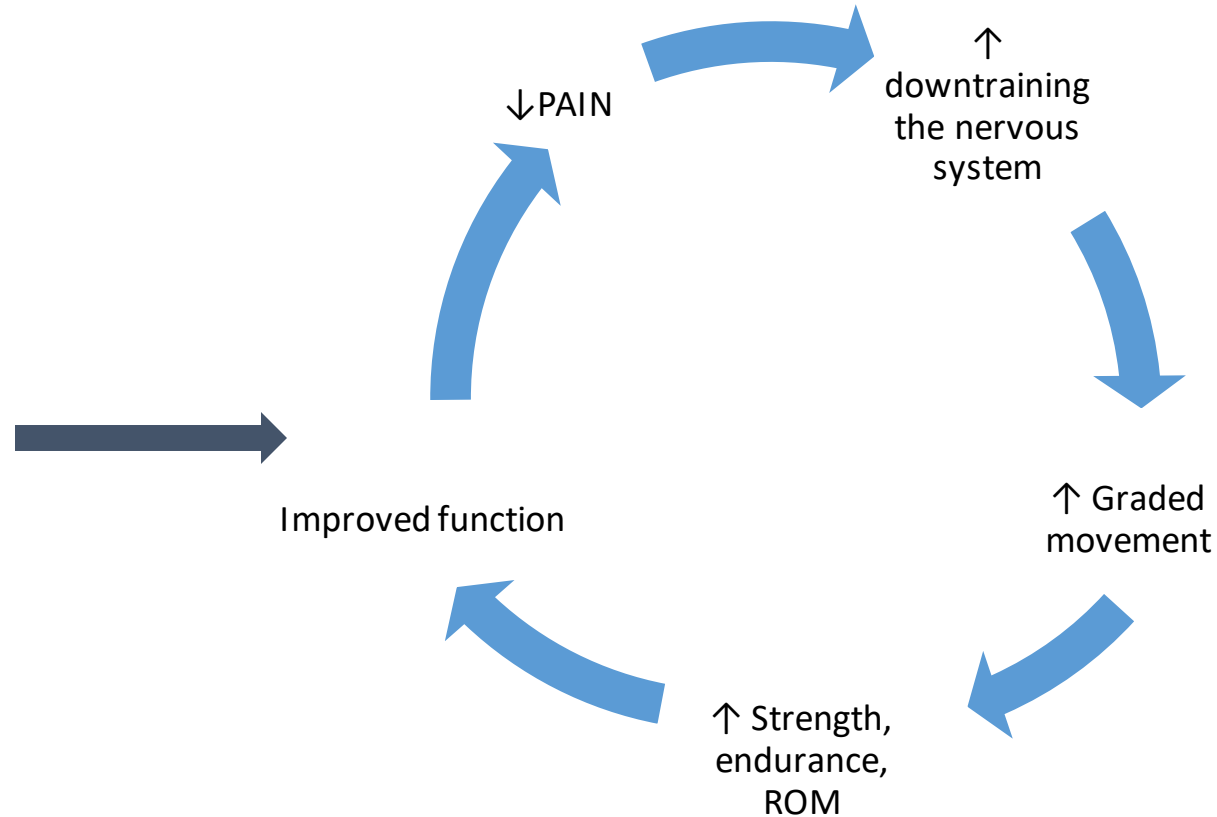 ↓PAIN
↑
downtraining
the nervous
system
↑ Graded
movement
↑ Strength,
endurance,
ROM
Improved function